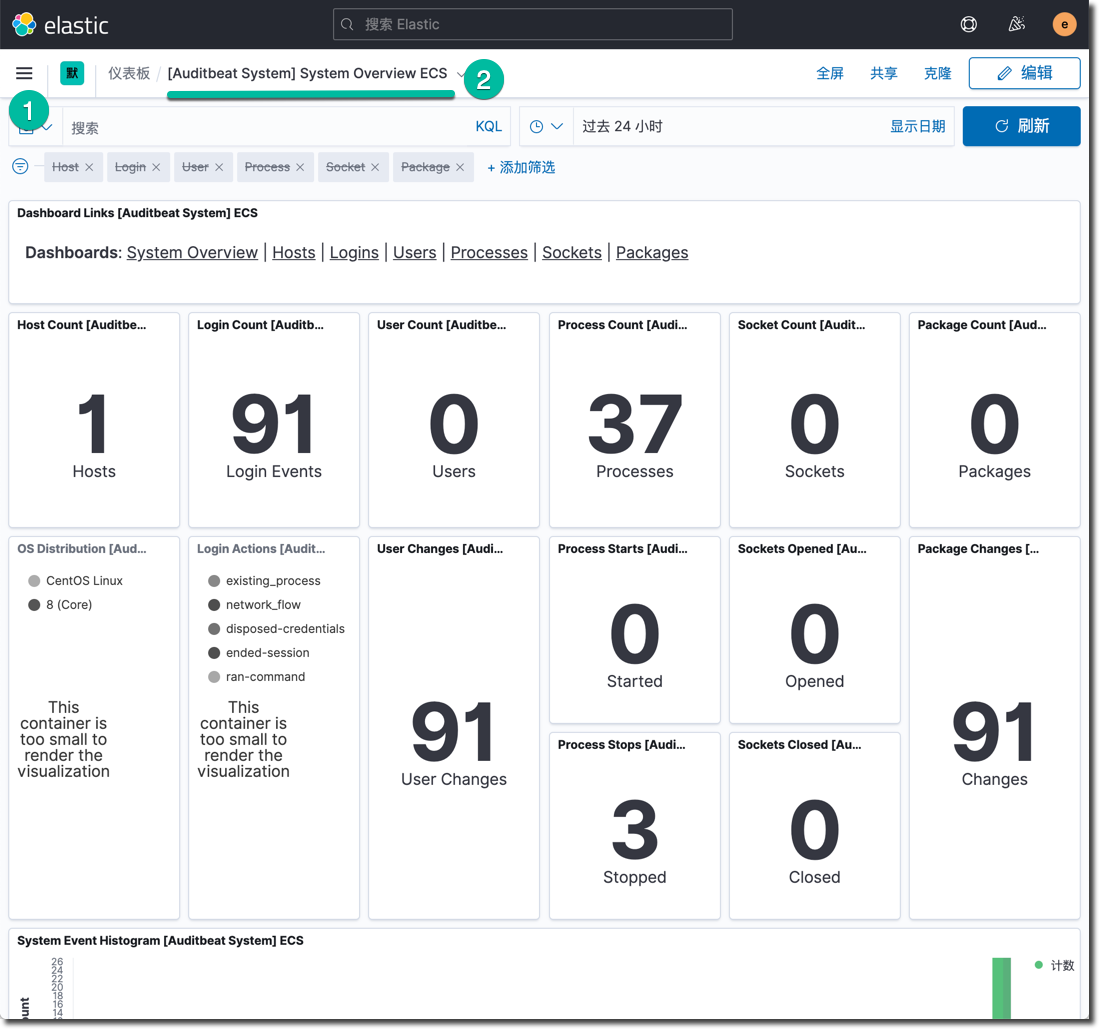 elastic
搜索 Elastic
e
默
仪表板 / [Auditbeat System] System Overview ECS
2
全屏
共享
克隆
编辑
1
搜索
KQL
过去 24 小时
显示日期
刷新
Host ×
Login ×
User ×
Process ×
Socket ×
Package ×
+ 添加筛选
Dashboard Links [Auditbeat System] ECS
Dashboards: System Overview | Hosts | Logins | Users | Processes | Sockets | Packages
Host Count [Auditbe...
1
Hosts
Login Count [Auditb...
91
Login Events
User Count [Auditbe...
0
Users
Process Count [Audi...
37
Processes
Socket Count [Audit...
0
Sockets
Package Count [Aud...
0
Packages
OS Distribution [Aud...
CentOS Linux
8 (Core)
This
container is
too small to
render the
visualization
Login Actions [Audit...
existing_process
network_flow
disposed-credentials
ended-session
ran-command
This
container is
too small to
render the
visualization
User Changes [Audi...
91
User Changes
Process Starts [Audi...
0
Started
Sockets Opened [Au...
0
Opened
Package Changes [...
91
Changes
Process Stops [Audi...
3
Stopped
Sockets Closed [Au...
0
Closed
System Event Histogram [Auditbeat System] ECS
26
24
22
20
18
16
14
计数